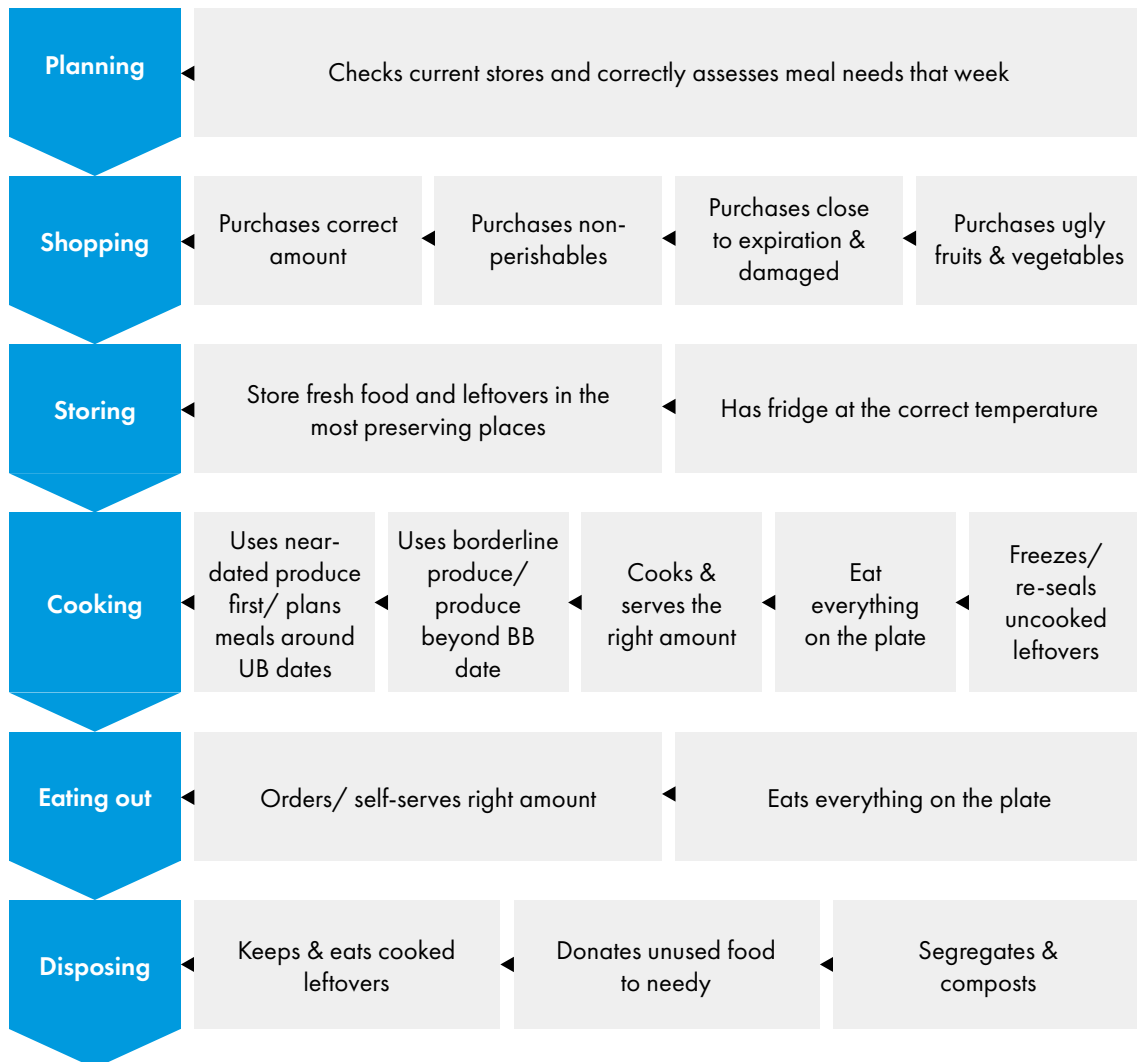 Planning
Checks current stores and correctly assesses meal needs that week
Shopping
Purchases correct
amount
Purchases non-
perishables
Purchases close
to expiration &
damaged
Purchases ugly
fruits & vegetables
Storing
Store fresh food and leftovers in the
most preserving places
Has fridge at the correct temperature
Cooking
Uses near-
dated produce
first/ plans
meals around
UB dates
Uses borderline
produce/
produce
beyond BB
date
Cooks &
serves the
right amount
Eat
everything
on the plate
Freezes/
re-seals
uncooked
leftovers
Eating out
Orders/ self-serves right amount
Eats everything on the plate
Disposing
Keeps & eats cooked
leftovers
Donates unused food
to needy
Segregates &
composts